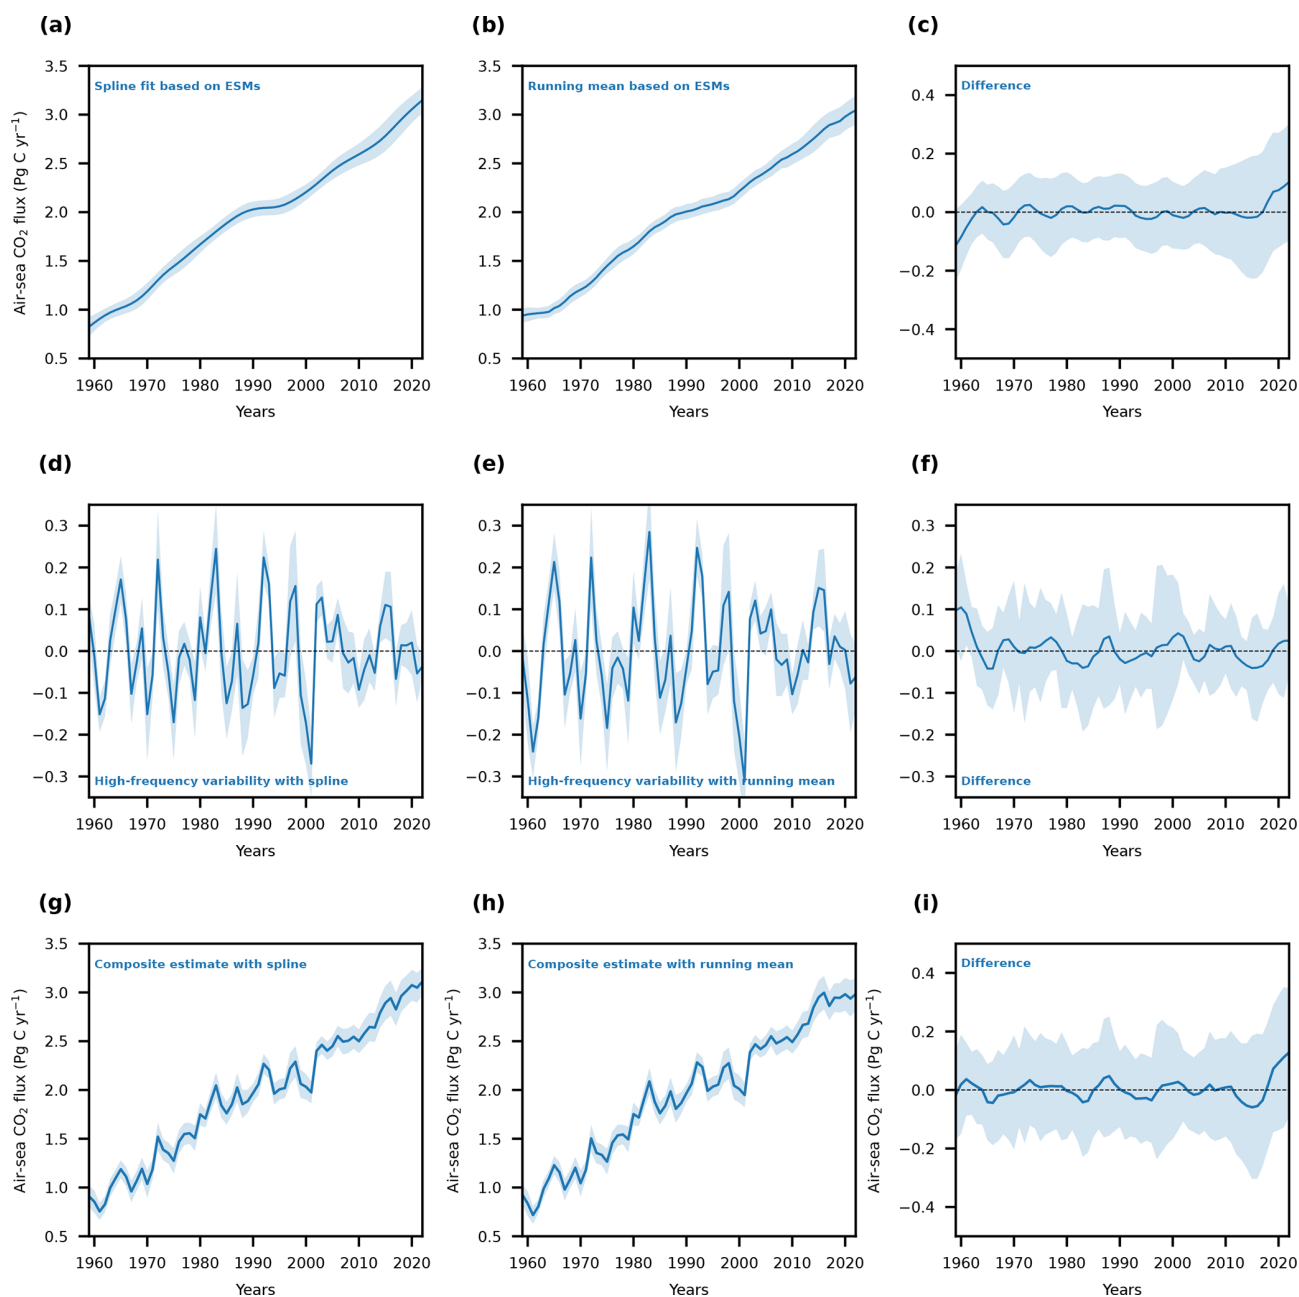 (a)
(b)
(c)
3.5
3.0
2.5
2.0
1.5
1.0
0.5
Air-sea CO₂ flux (Pg C yr⁻¹)
Spline fit based on ESMs
1960 1970 1980 1990 2000 2010 2020
Years
3.5
3.0
2.5
2.0
1.5
1.0
0.5
Running mean based on ESMs
1960 1970 1980 1990 2000 2010 2020
Years
0.4
0.2
0.0
−0.2
−0.4
Difference
1960 1970 1980 1990 2000 2010 2020
Years
(d)
(e)
(f)
0.3
0.2
0.1
0.0
−0.1
−0.2
−0.3
High-frequency variability with spline
1960 1970 1980 1990 2000 2010 2020
Years
0.3
0.2
0.1
0.0
−0.1
−0.2
−0.3
High-frequency variability with running mean
1960 1970 1980 1990 2000 2010 2020
Years
0.3
0.2
0.1
0.0
−0.1
−0.2
−0.3
Difference
1960 1970 1980 1990 2000 2010 2020
Years
(g)
(h)
(i)
3.5
3.0
2.5
2.0
1.5
1.0
0.5
Air-sea CO₂ flux (Pg C yr⁻¹)
Composite estimate with spline
1960 1970 1980 1990 2000 2010 2020
Years
3.5
3.0
2.5
2.0
1.5
1.0
0.5
Air-sea CO₂ flux (Pg C yr⁻¹)
Composite estimate with running mean
1960 1970 1980 1990 2000 2010 2020
Years
0.4
0.2
0.0
−0.2
−0.4
Air-sea CO₂ flux (Pg C yr⁻¹)
Difference
1960 1970 1980 1990 2000 2010 2020
Years